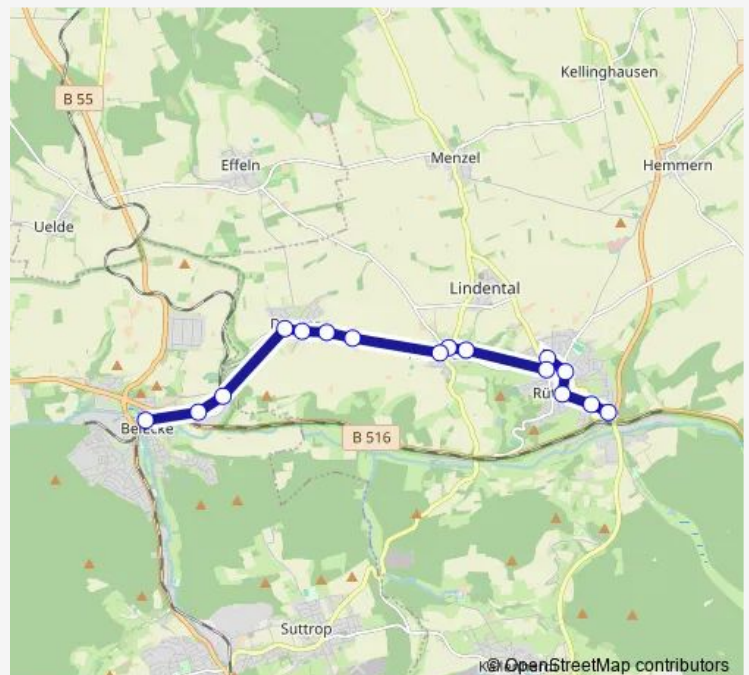 Kellinghausen
B 55
Effeln
Menzel
Hemmern
Uelde
Lindental
Belecke
B 516
Suttrop
© OpenStreetMap contributors